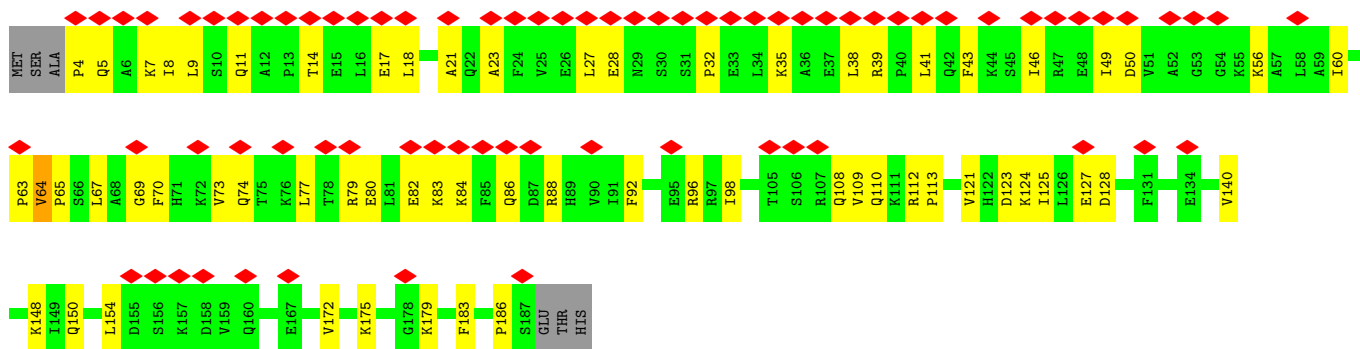 MET SER ALA P4 Q5 A6 K7 I8 L9 S10 Q11 A12 P13 T14 E15 L16 E17 L18 A21 Q22 A23 F24 V25 E26 L27 E28 N29 S30 S31 P32 E33 L34 K35 A36 E37 L38 R39 P40 L41 Q42 F43 K44 S45 I46 R47 E48 I49 D50 V51 A52 G53 G54 K55 K56 A57 L58 A59 I60
P63 V64 P65 S66 L67 A68 G69 F70 H71 K72 V73 Q74 T75 K76 L77 T78 R79 E80 L81 E82 K83 K84 F85 Q86 D87 R88 H89 V90 I91 F92 E95 R96 R97 I98 T105 S106 R107 Q108 V109 Q110 K111 R112 P113 V121 H122 D123 K124 I125 L126 E127 D128 F131 E134 V140
K148 I149 Q150 L154 D155 S156 K157 D158 V159 Q160 E167 V172 K175 G178 K179 F183 P186 S187 GLU THR HIS